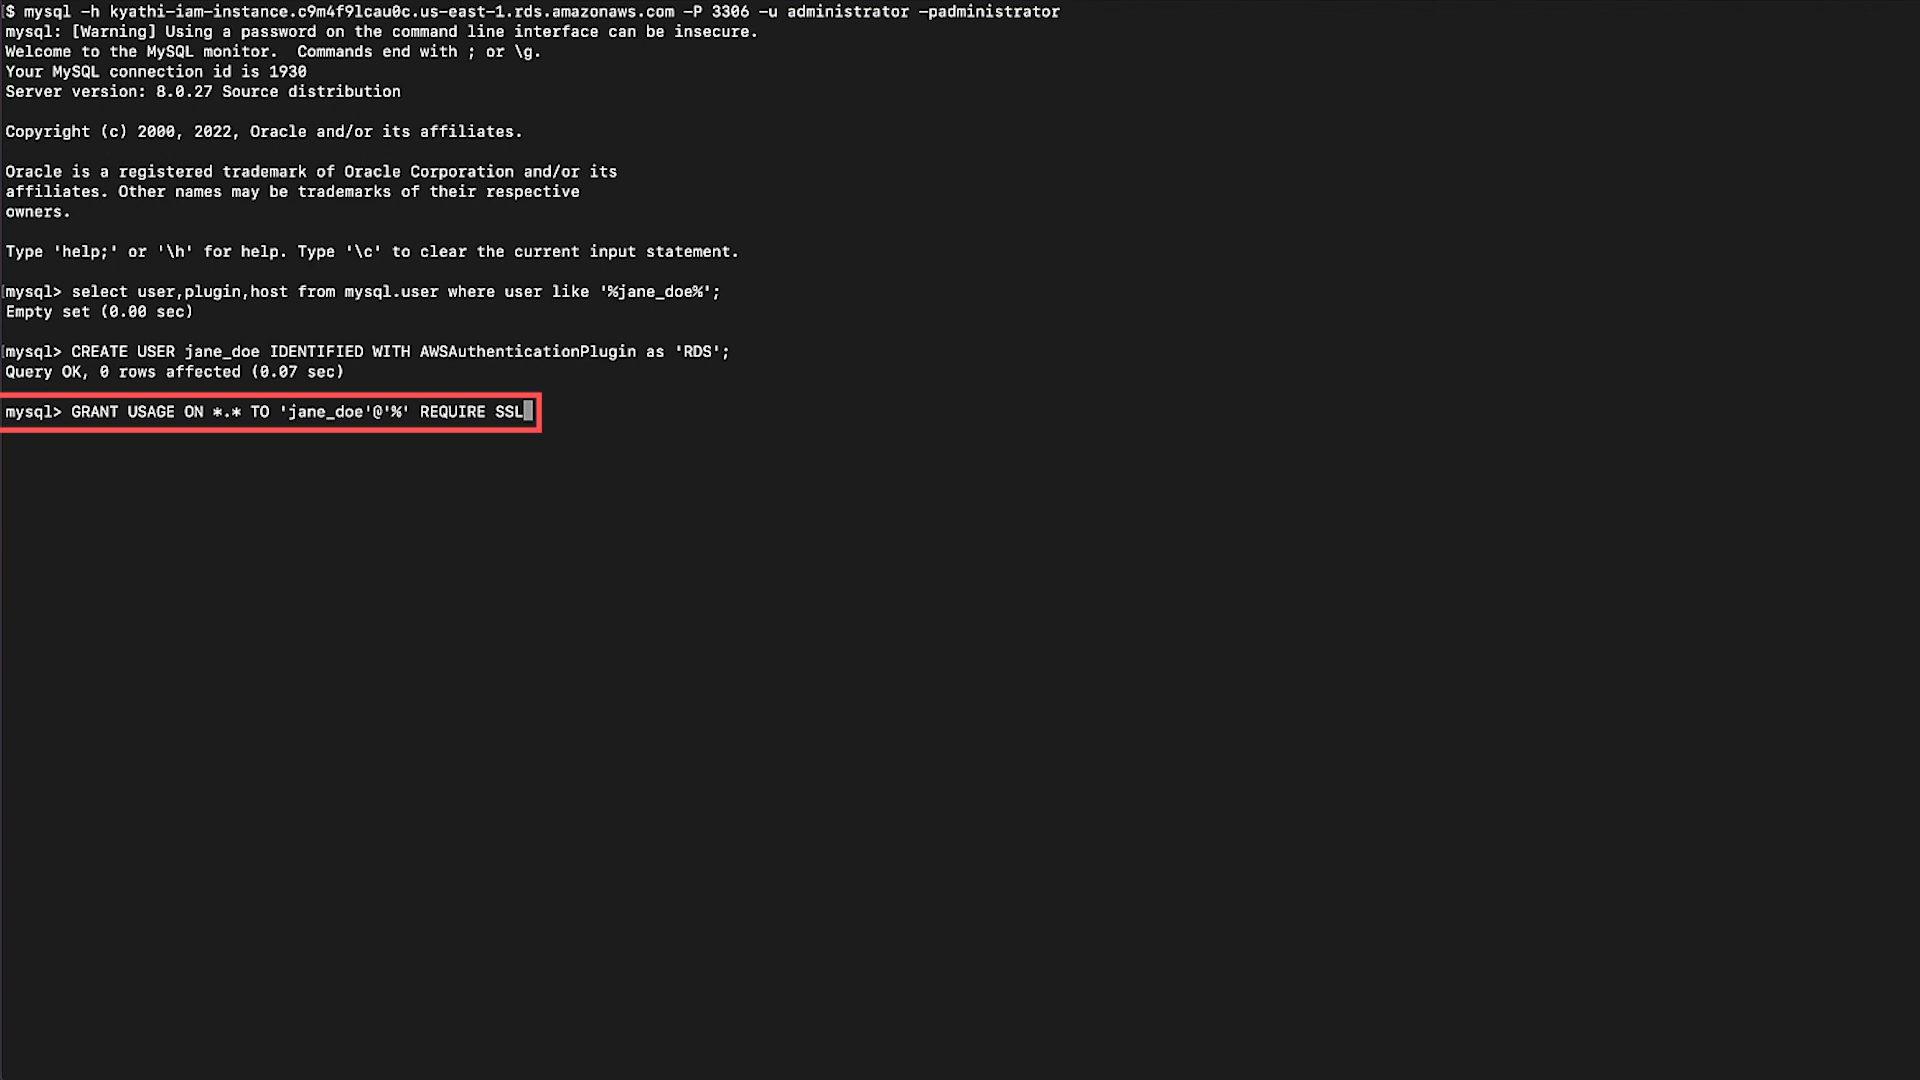 $ mysql -h kyathi-iam-instance.c9m4f9lcau0c.us-east-1.rds.amazonaws.com -P 3306 -u administrator -padministrator
mysql: [Warning] Using a password on the command line interface can be insecure.
Welcome to the MySQL monitor.  Commands end with ; or \g.
Your MySQL connection id is 1930
Server version: 8.0.27 Source distribution
Copyright (c) 2000, 2022, Oracle and/or its affiliates.
Oracle is a registered trademark of Oracle Corporation and/or its
affiliates. Other names may be trademarks of their respective
owners.
Type 'help;' or '\h' for help. Type '\c' to clear the current input statement.
mysql> select user,plugin,host from mysql.user where user like '%jane_doe%';
Empty set (0.00 sec)
mysql> CREATE USER jane_doe IDENTIFIED WITH AWSAuthenticationPlugin as 'RDS';
Query OK, 0 rows affected (0.07 sec)
mysql> GRANT USAGE ON *.* TO 'jane_doe'@'%' REQUIRE SSL